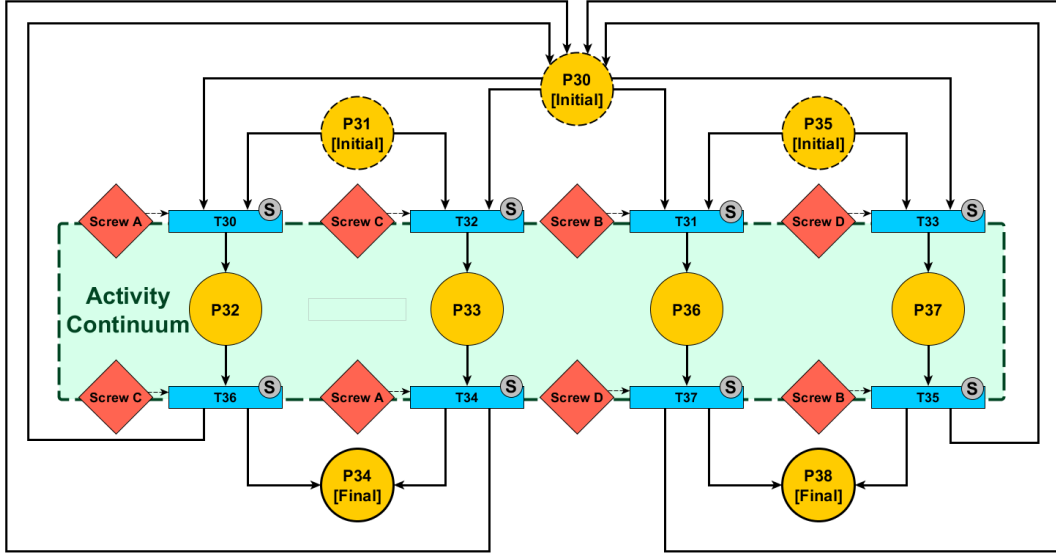 P30
[Initial]
P31
[Initial]
P35
[Initial]
Screw A
T30
S
Screw C
T32
S
Screw B
T31
S
Screw D
T33
S
Activity
Continuum
P32
P33
P36
P37
Screw C
T36
S
Screw A
T34
S
Screw D
T37
S
Screw B
T35
S
P34
[Final]
P38
[Final]